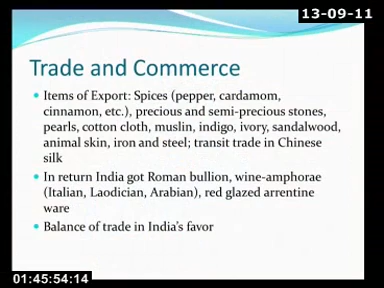 13-09-11
Trade and Commerce
• Items of Export: Spices (pepper, cardamom,
cinnamon, etc.), precious and semi-precious stones,
pearls, cotton cloth, muslin, indigo, ivory, sandalwood,
animal skin, iron and steel; transit trade in Chinese
silk
• In return India got Roman bullion, wine-amphorae
(Italian, Laodician, Arabian), red glazed arrentine
ware
• Balance of trade in India's favor
01:45:54:14